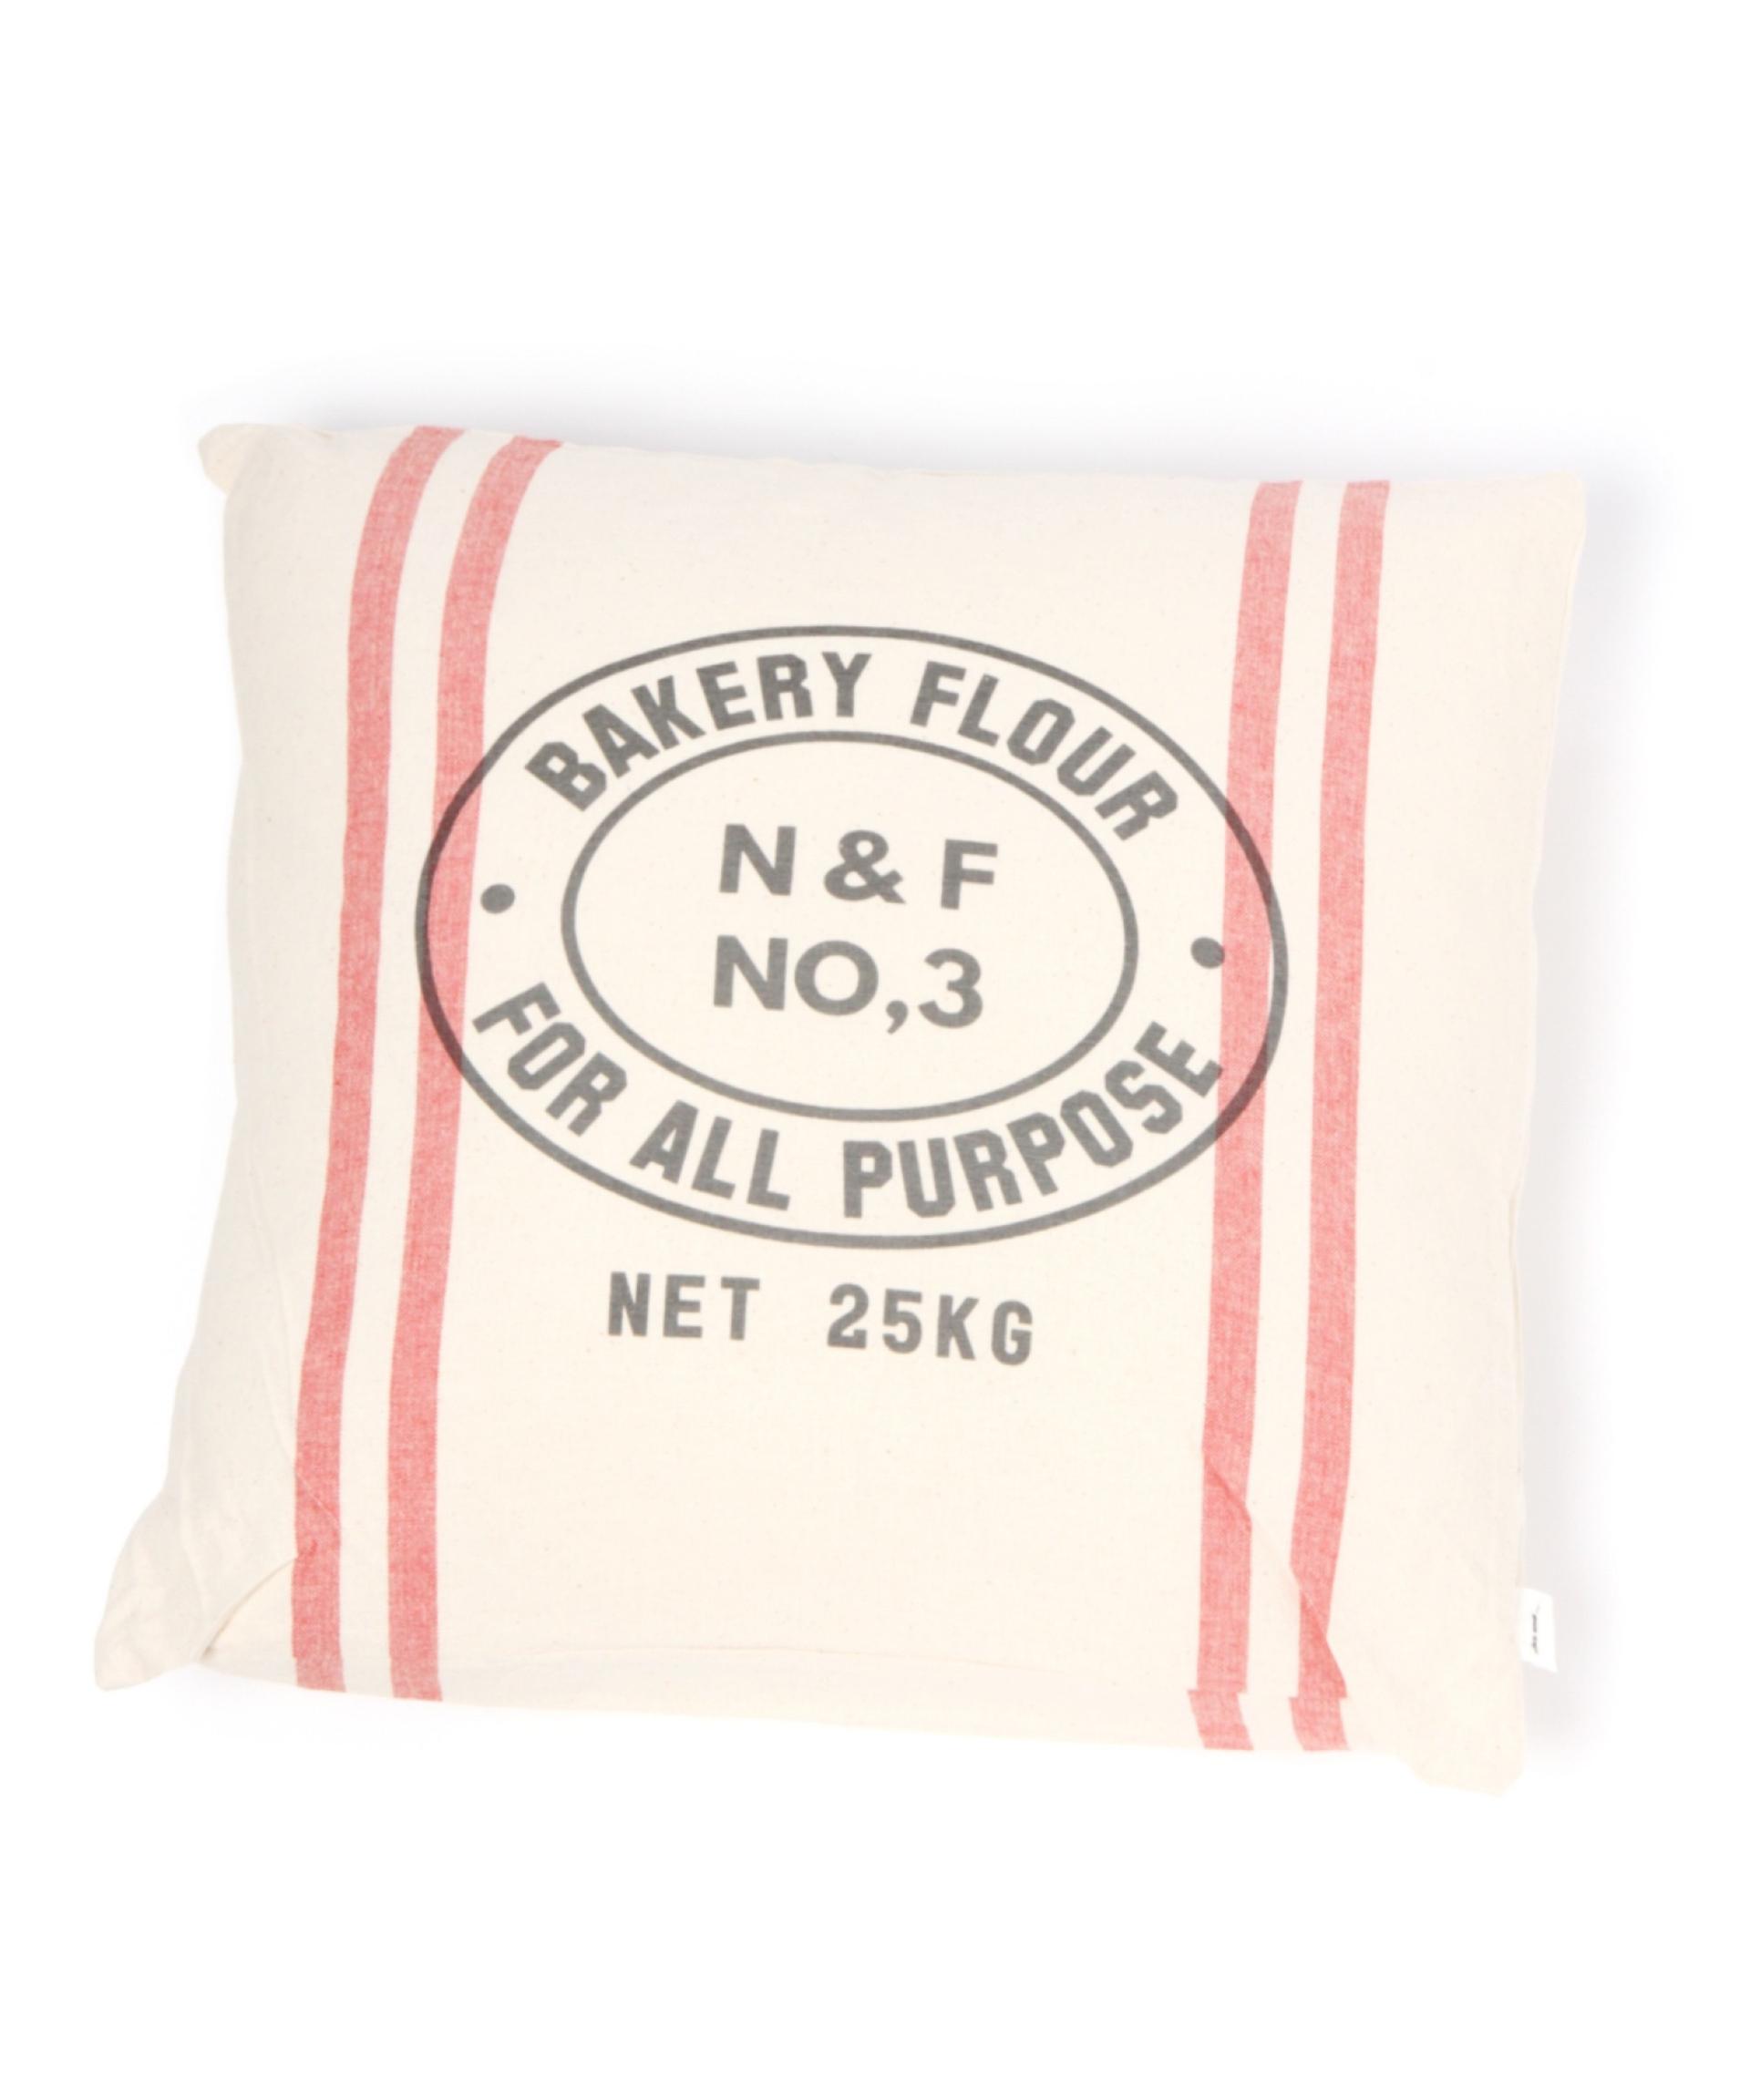 BAKERY FLOUR
N & F
NO,3
FOR ALL PURPOSE
NET 25KG